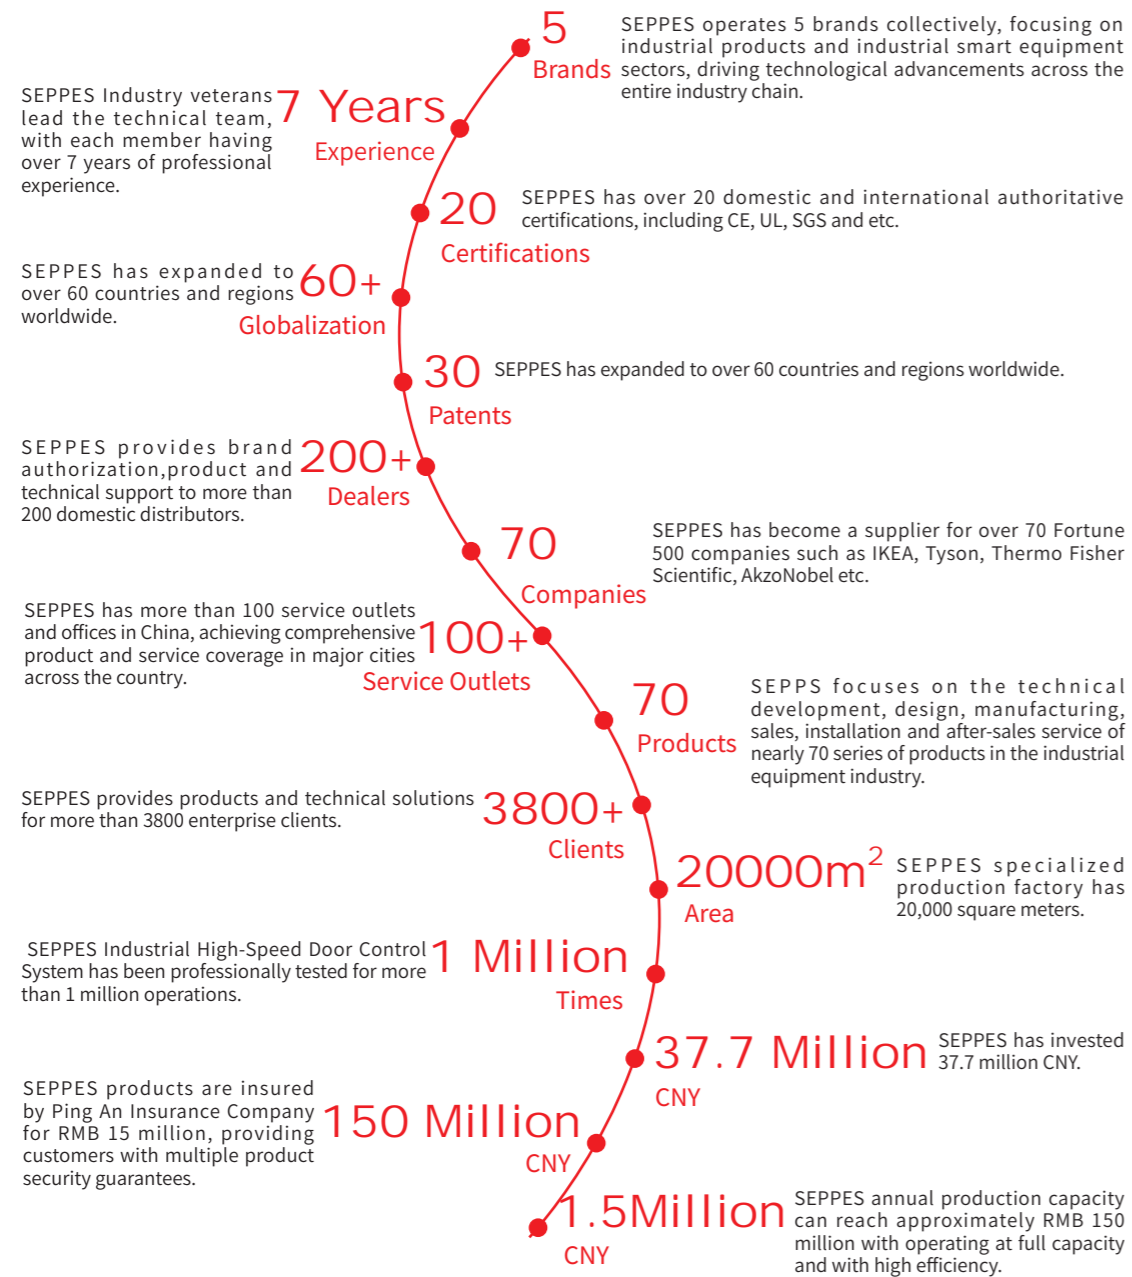 5
Brands
SEPPES operates 5 brands collectively, focusing on
industrial products and industrial smart equipment
sectors, driving technological advancements across the
entire industry chain.
SEPPES Industry veterans
lead the technical team,
with each member having
over 7 years of professional
experience.
7 Years
Experience
20
Certifications
SEPPES has over 20 domestic and international authoritative
certifications, including CE, UL, SGS and etc.
SEPPES has expanded to
over 60 countries and regions
worldwide.
60+
Globalization
30
Patents
SEPPES has expanded to over 60 countries and regions worldwide.
SEPPES provides brand
authorization,product and
technical support to more than
200 domestic distributors.
200+
Dealers
70
Companies
SEPPES has become a supplier for over 70 Fortune
500 companies such as IKEA, Tyson, Thermo Fisher
Scientific, AkzoNobel etc.
SEPPES has more than 100 service outlets
and offices in China, achieving comprehensive
product and service coverage in major cities
across the country.
100+
Service Outlets
70
Products
SEPPS focuses on the technical
development, design, manufacturing,
sales, installation and after-sales service of
nearly 70 series of products in the industrial
equipment industry.
SEPPES provides products and technical solutions
for more than 3800 enterprise clients.
3800+
Clients
20000m²
Area
SEPPES specialized
production factory has
20,000 square meters.
SEPPES Industrial High-Speed Door Control
System has been professionally tested for more
than 1 million operations.
1 Million
Times
37.7 Million
CNY
SEPPES has invested
37.7 million CNY.
SEPPES products are insured
by Ping An Insurance Company
for RMB 15 million, providing
customers with multiple product
security guarantees.
150 Million
CNY
1.5Million
CNY
SEPPES annual production capacity
can reach approximately RMB 150
million with operating at full capacity
and with high efficiency.